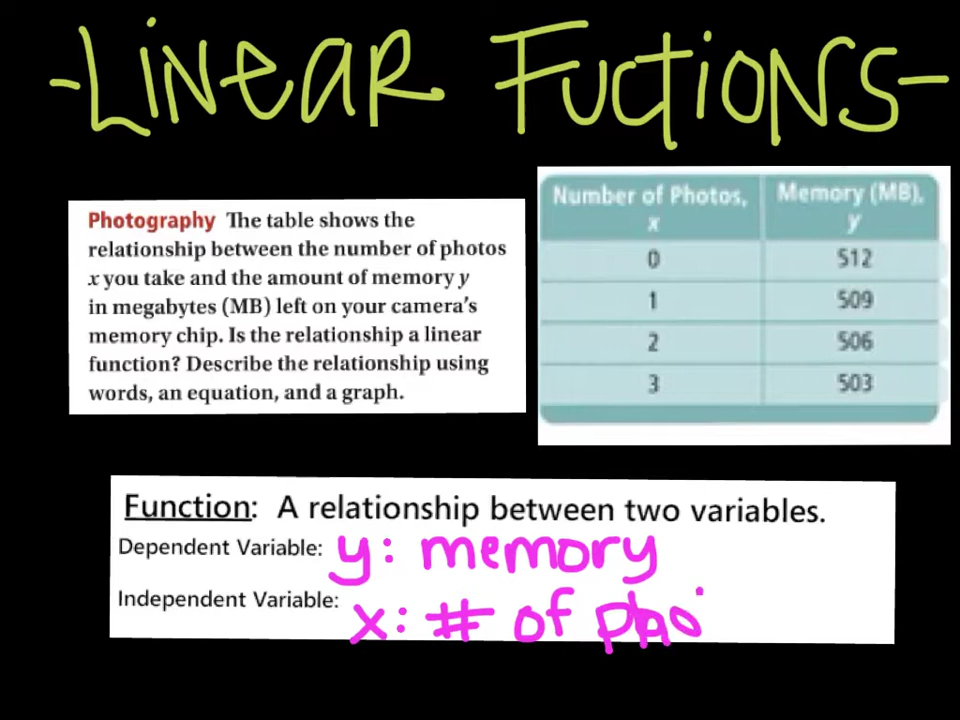 -LINEAR FUCTIONS-
Photography The table shows the
relationship between the number of photos
x you take and the amount of memory y
in megabytes (MB) left on your camera's
memory chip. Is the relationship a linear
function? Describe the relationship using
words, an equation, and a graph.
Number of Photos, x Memory (MB), y
0 512
1 509
2 506
3 503
Function: A relationship between two variables.
Dependent Variable: y: memory
Independent Variable: x: # of pho